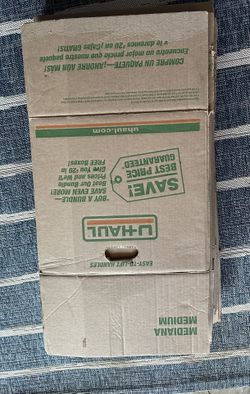 MEDIANA
MEDIUM
EASY-TO-LIFT HANDLES
U-HAUL
SAVE!
BEST PRICE
GUARANTEED
BUY A BUNDLE—
SAVE EVEN MORE!
Beat Our Bundle
Prices and We'll
Give You $20 in
FREE Boxes!
uhaul.com
COMPRE UN PAQUETE—¡AHORRE AÚN MÁS!
Encuentre un mejor precio que nuestro paquete
y le daremos $20 en ¡Cajas GRATIS!